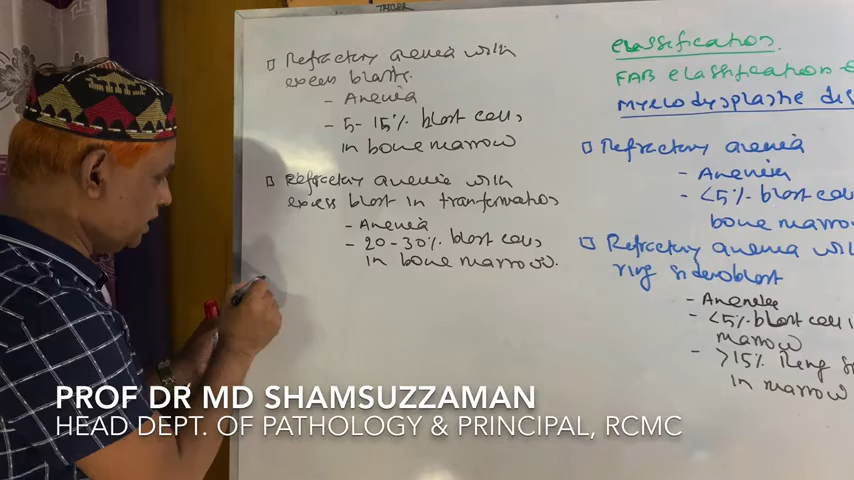 Refractory anemia with
excess blasts.
- Anemia
- 5-15% blast cells
in bone marrow
Refractory anemia with
excess blast in tranformation
- Anemia
- 20-30% blast cells
in bone marrow.
classification.
FAB classification
Myelodysplastic dis
Refractory anemia
- Anemia
- <5% blast cell
bone marrow
Refractory anemia wit
ring sideroblast
- Anemia
- <5% blast cell i
marrow
- >15% Ring S
in marrow
PROF DR MD SHAMSUZZAMAN
HEAD DEPT. OF PATHOLOGY & PRINCIPAL, RCMC